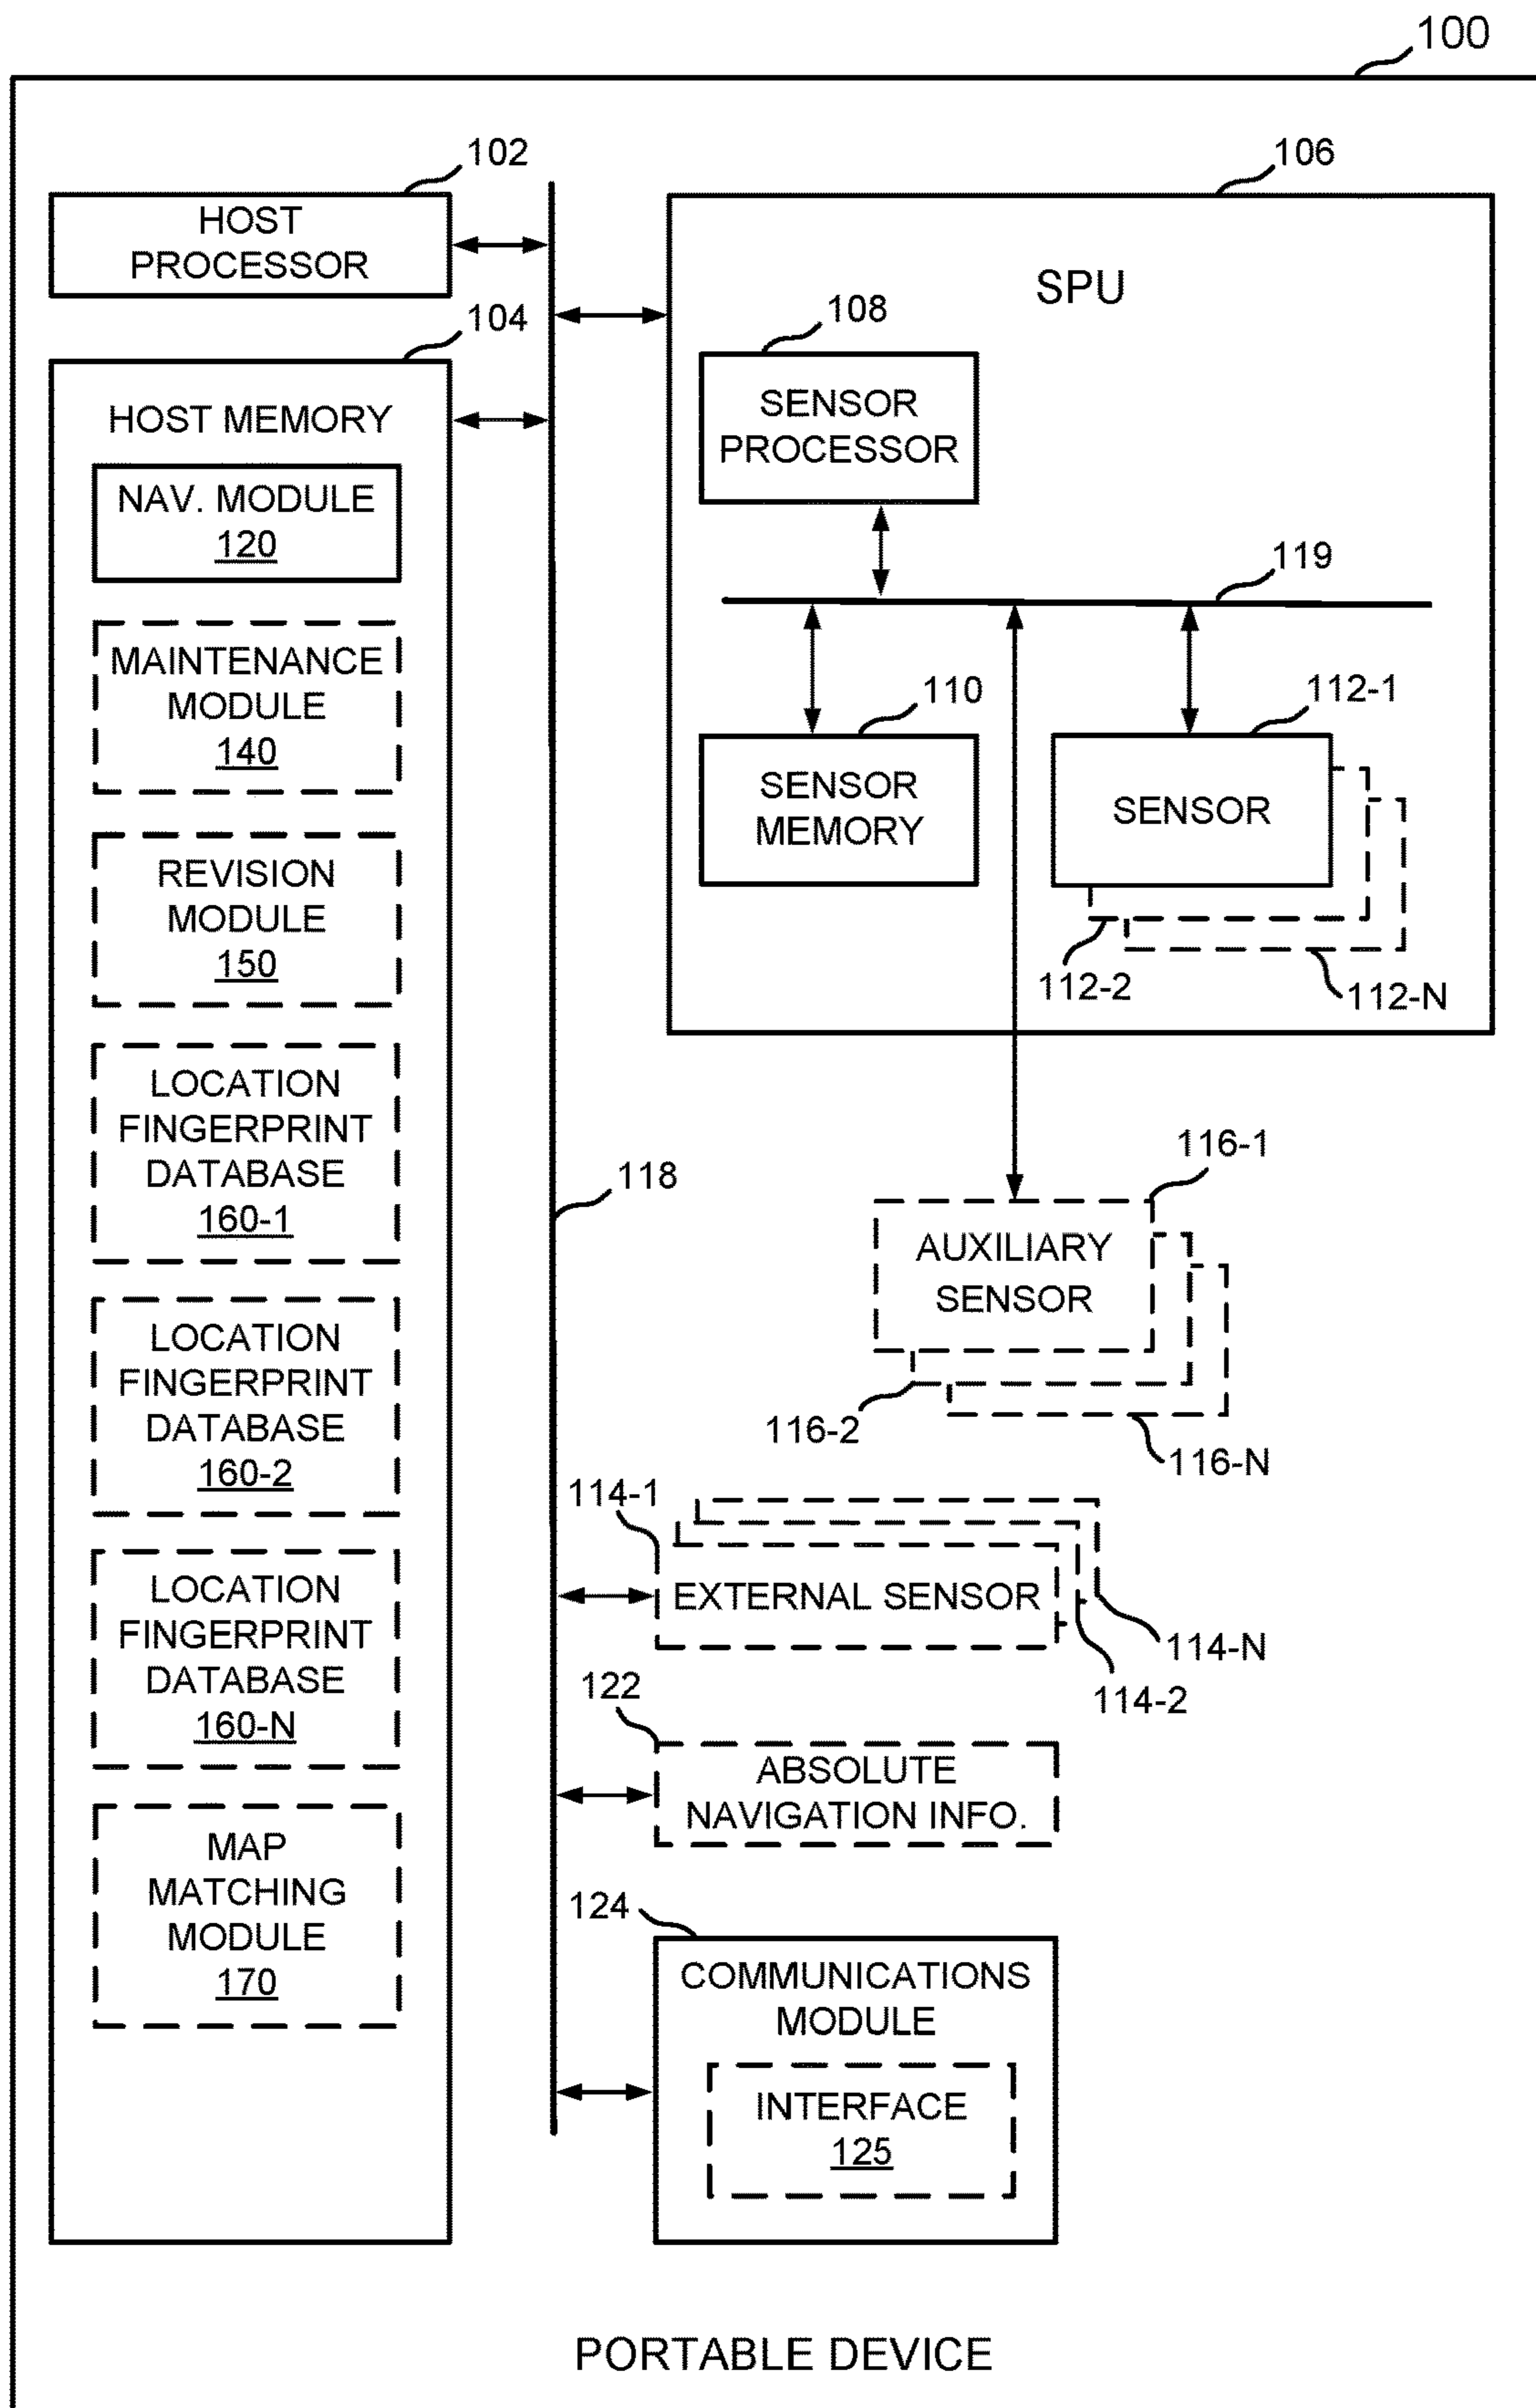 100
102
HOST
PROCESSOR
104
HOST MEMORY
NAV. MODULE
120
MAINTENANCE
MODULE
140
REVISION
MODULE
150
LOCATION
FINGERPRINT
DATABASE
160-1
LOCATION
FINGERPRINT
DATABASE
160-2
LOCATION
FINGERPRINT
DATABASE
160-N
MAP
MATCHING
MODULE
170
118
106
SPU
108
SENSOR
PROCESSOR
119
110
SENSOR
MEMORY
112-1
SENSOR
112-2
112-N
116-1
AUXILIARY
SENSOR
116-2
116-N
114-1
EXTERNAL SENSOR
114-N
114-2
122
ABSOLUTE
NAVIGATION INFO.
124
COMMUNICATIONS
MODULE
INTERFACE
125
PORTABLE DEVICE